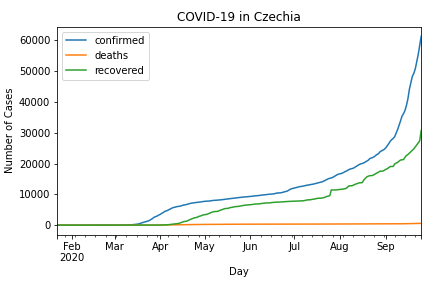 COVID-19 in Czechia
confirmed
deaths
recovered
60000
50000
40000
30000
20000
10000
0
Number of Cases
Feb Mar Apr May Jun Jul Aug Sep
2020
Day